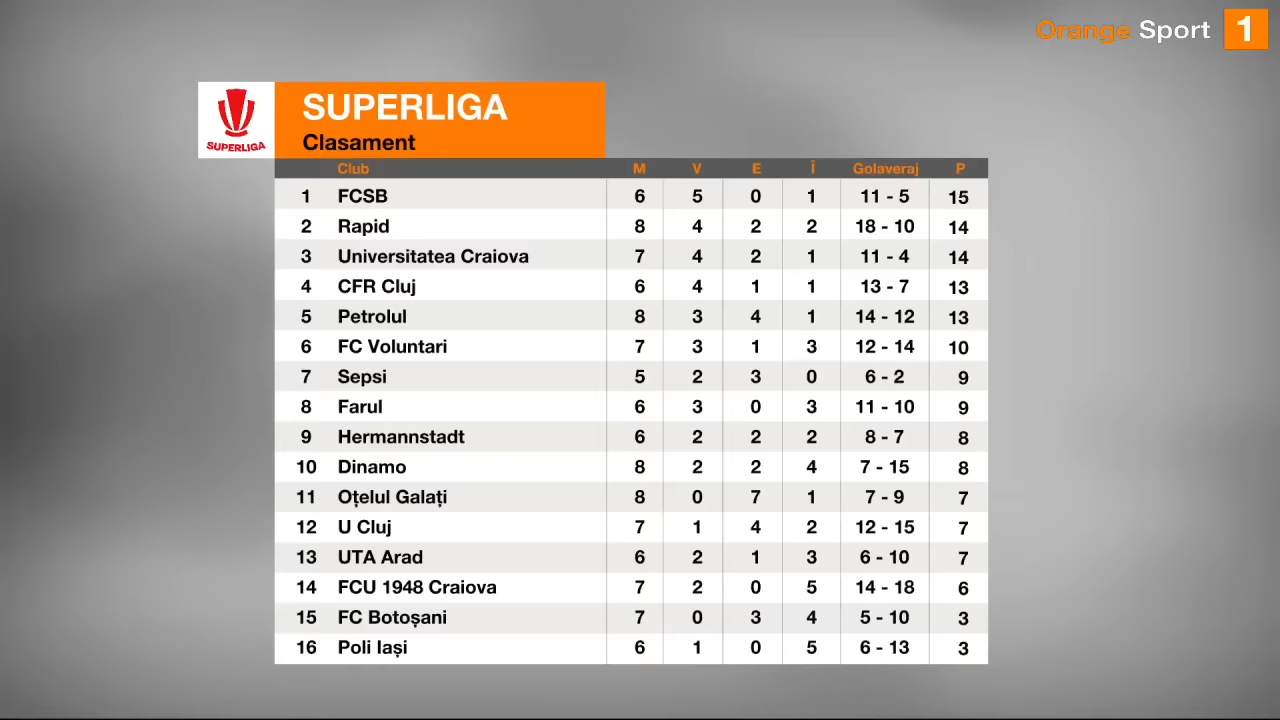 Orange Sport 1
SUPERLIGA
SUPERLIGA
Clasament
Club M V E Î Golaveraj P
1 FCSB 6 5 0 1 11 - 5 15
2 Rapid 8 4 2 2 18 - 10 14
3 Universitatea Craiova 7 4 2 1 11 - 4 14
4 CFR Cluj 6 4 1 1 13 - 7 13
5 Petrolul 8 3 4 1 14 - 12 13
6 FC Voluntari 7 3 1 3 12 - 14 10
7 Sepsi 5 2 3 0 6 - 2 9
8 Farul 6 3 0 3 11 - 10 9
9 Hermannstadt 6 2 2 2 8 - 7 8
10 Dinamo 8 2 2 4 7 - 15 8
11 Oțelul Galați 8 0 7 1 7 - 9 7
12 U Cluj 7 1 4 2 12 - 15 7
13 UTA Arad 6 2 1 3 6 - 10 7
14 FCU 1948 Craiova 7 2 0 5 14 - 18 6
15 FC Botoșani 7 0 3 4 5 - 10 3
16 Poli Iași 6 1 0 5 6 - 13 3